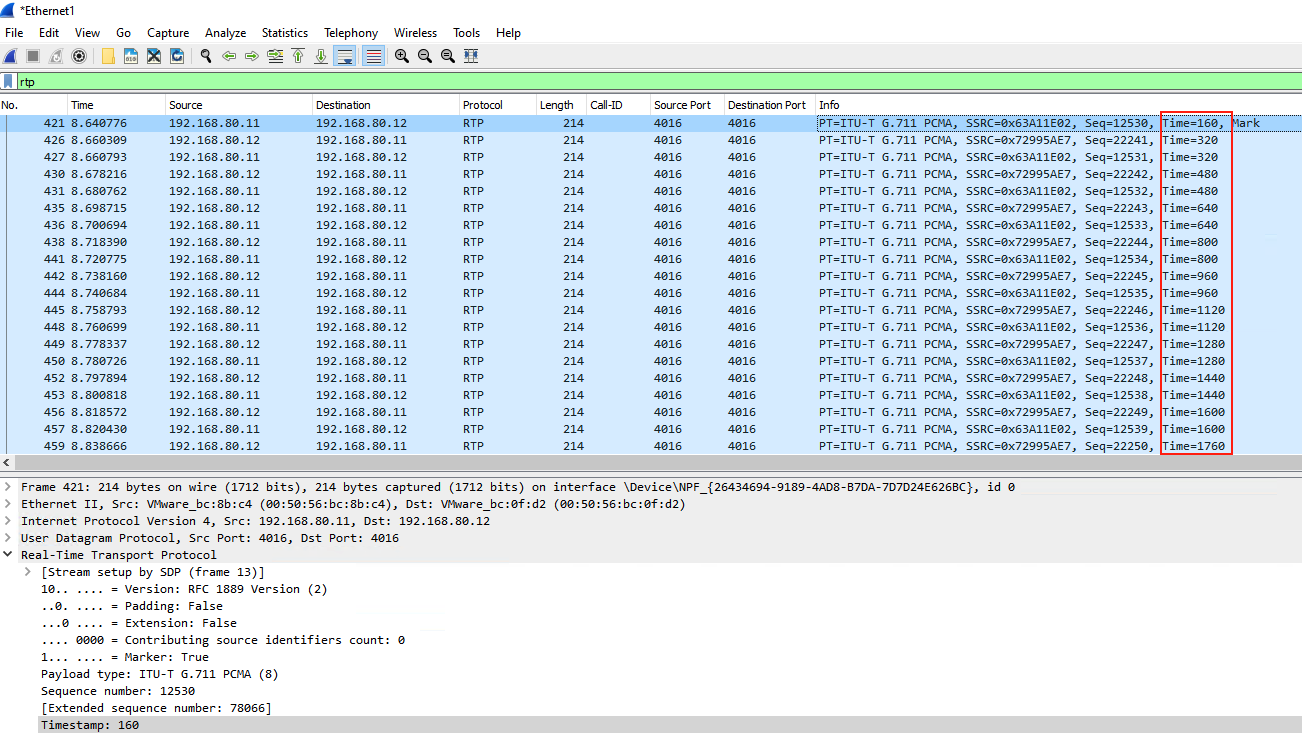 *Ethernet1
File Edit View Go Capture Analyze Statistics Telephony Wireless Tools Help
rtp
No. Time Source Destination Protocol Length Call-ID Source Port Destination Port Info
421 8.640776 192.168.80.11 192.168.80.12 RTP 214 4016 4016 PT=ITU-T G.711 PCMA, SSRC=0x63A11E02, Seq=12530, Time=160, Mark
426 8.660309 192.168.80.12 192.168.80.11 RTP 214 4016 4016 PT=ITU-T G.711 PCMA, SSRC=0x72995AE7, Seq=22241, Time=320
427 8.660793 192.168.80.11 192.168.80.12 RTP 214 4016 4016 PT=ITU-T G.711 PCMA, SSRC=0x63A11E02, Seq=12531, Time=320
430 8.678216 192.168.80.12 192.168.80.11 RTP 214 4016 4016 PT=ITU-T G.711 PCMA, SSRC=0x72995AE7, Seq=22242, Time=480
431 8.680762 192.168.80.11 192.168.80.12 RTP 214 4016 4016 PT=ITU-T G.711 PCMA, SSRC=0x63A11E02, Seq=12532, Time=480
435 8.698715 192.168.80.12 192.168.80.11 RTP 214 4016 4016 PT=ITU-T G.711 PCMA, SSRC=0x72995AE7, Seq=22243, Time=640
436 8.700694 192.168.80.11 192.168.80.12 RTP 214 4016 4016 PT=ITU-T G.711 PCMA, SSRC=0x63A11E02, Seq=12533, Time=640
438 8.718390 192.168.80.12 192.168.80.11 RTP 214 4016 4016 PT=ITU-T G.711 PCMA, SSRC=0x72995AE7, Seq=22244, Time=800
441 8.720775 192.168.80.11 192.168.80.12 RTP 214 4016 4016 PT=ITU-T G.711 PCMA, SSRC=0x63A11E02, Seq=12534, Time=800
442 8.738160 192.168.80.12 192.168.80.11 RTP 214 4016 4016 PT=ITU-T G.711 PCMA, SSRC=0x72995AE7, Seq=22245, Time=960
444 8.740684 192.168.80.11 192.168.80.12 RTP 214 4016 4016 PT=ITU-T G.711 PCMA, SSRC=0x63A11E02, Seq=12535, Time=960
445 8.758793 192.168.80.12 192.168.80.11 RTP 214 4016 4016 PT=ITU-T G.711 PCMA, SSRC=0x72995AE7, Seq=22246, Time=1120
448 8.760699 192.168.80.11 192.168.80.12 RTP 214 4016 4016 PT=ITU-T G.711 PCMA, SSRC=0x63A11E02, Seq=12536, Time=1120
449 8.778337 192.168.80.12 192.168.80.11 RTP 214 4016 4016 PT=ITU-T G.711 PCMA, SSRC=0x72995AE7, Seq=22247, Time=1280
450 8.780726 192.168.80.11 192.168.80.12 RTP 214 4016 4016 PT=ITU-T G.711 PCMA, SSRC=0x63A11E02, Seq=12537, Time=1280
452 8.797894 192.168.80.12 192.168.80.11 RTP 214 4016 4016 PT=ITU-T G.711 PCMA, SSRC=0x72995AE7, Seq=22248, Time=1440
453 8.800818 192.168.80.11 192.168.80.12 RTP 214 4016 4016 PT=ITU-T G.711 PCMA, SSRC=0x63A11E02, Seq=12538, Time=1440
456 8.818572 192.168.80.12 192.168.80.11 RTP 214 4016 4016 PT=ITU-T G.711 PCMA, SSRC=0x72995AE7, Seq=22249, Time=1600
457 8.820430 192.168.80.11 192.168.80.12 RTP 214 4016 4016 PT=ITU-T G.711 PCMA, SSRC=0x63A11E02, Seq=12539, Time=1600
459 8.838666 192.168.80.12 192.168.80.11 RTP 214 4016 4016 PT=ITU-T G.711 PCMA, SSRC=0x72995AE7, Seq=22250, Time=1760
Frame 421: 214 bytes on wire (1712 bits), 214 bytes captured (1712 bits) on interface \Device\NPF_{26434694-9189-4AD8-B7DA-7D7D24E626BC}, id 0
Ethernet II, Src: VMware_bc:8b:c4 (00:50:56:bc:8b:c4), Dst: VMware_bc:0f:d2 (00:50:56:bc:0f:d2)
Internet Protocol Version 4, Src: 192.168.80.11, Dst: 192.168.80.12
User Datagram Protocol, Src Port: 4016, Dst Port: 4016
Real-Time Transport Protocol
[Stream setup by SDP (frame 13)]
10.. .... = Version: RFC 1889 Version (2)
..0. .... = Padding: False
...0 .... = Extension: False
.... 0000 = Contributing source identifiers count: 0
1... .... = Marker: True
Payload type: ITU-T G.711 PCMA (8)
Sequence number: 12530
[Extended sequence number: 78066]
Timestamp: 160